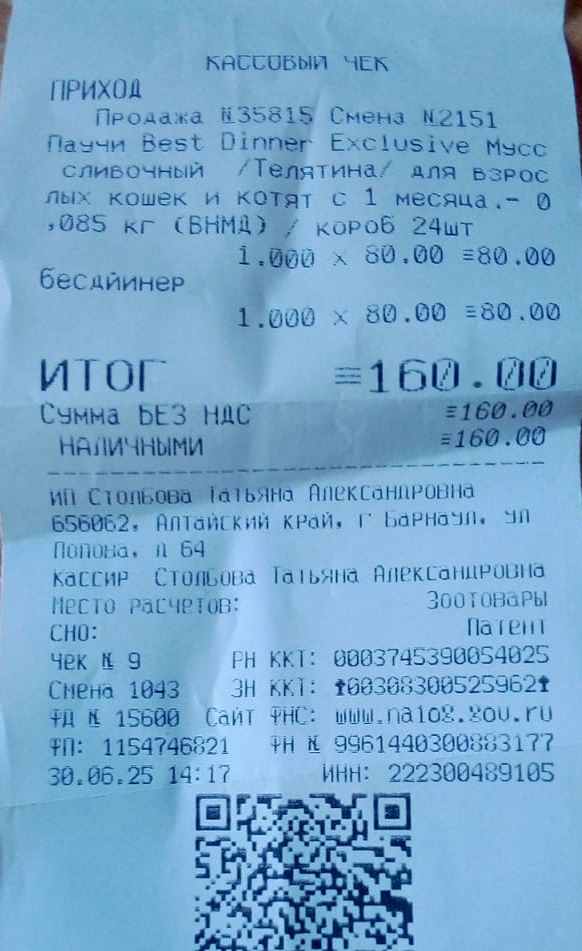 КАССОВЫЙ ЧЕК
ПРИХОД
Продажа №35815 Смена №2151
Паучи Best Dinner Exclusive Мусс
сливочный /Телятина/ для взрос
лых кошек и котят с 1 месяца.- 0
,085 кг (ВНМД) / короб 24шт
1.000 х 80.00 ≡80.00
бесдйинер
1.000 х 80.00 ≡80.00
ИТОГ ≡160.00
Сумма БЕЗ НДС ≡160.00
НАЛИЧНЫМИ ≡160.00
ИП Столбова Татьяна Александровна
656062, Алтайский край, г Барнаул, ул
Попова, д 64
Кассир Столбова Татьяна Александровна
Место расчетов: Зоотовары
СНО: Патент
Чек № 9 РН ККТ: 0003745390054025
Смена 1043 ЗН ККТ: ☨00308300525962☨
ФД № 15600 Сайт ФНС: www.nalog.gov.ru
ФП: 1154746821 ФН № 9961440300883177
30.06.25 14:17 ИНН: 222300489105